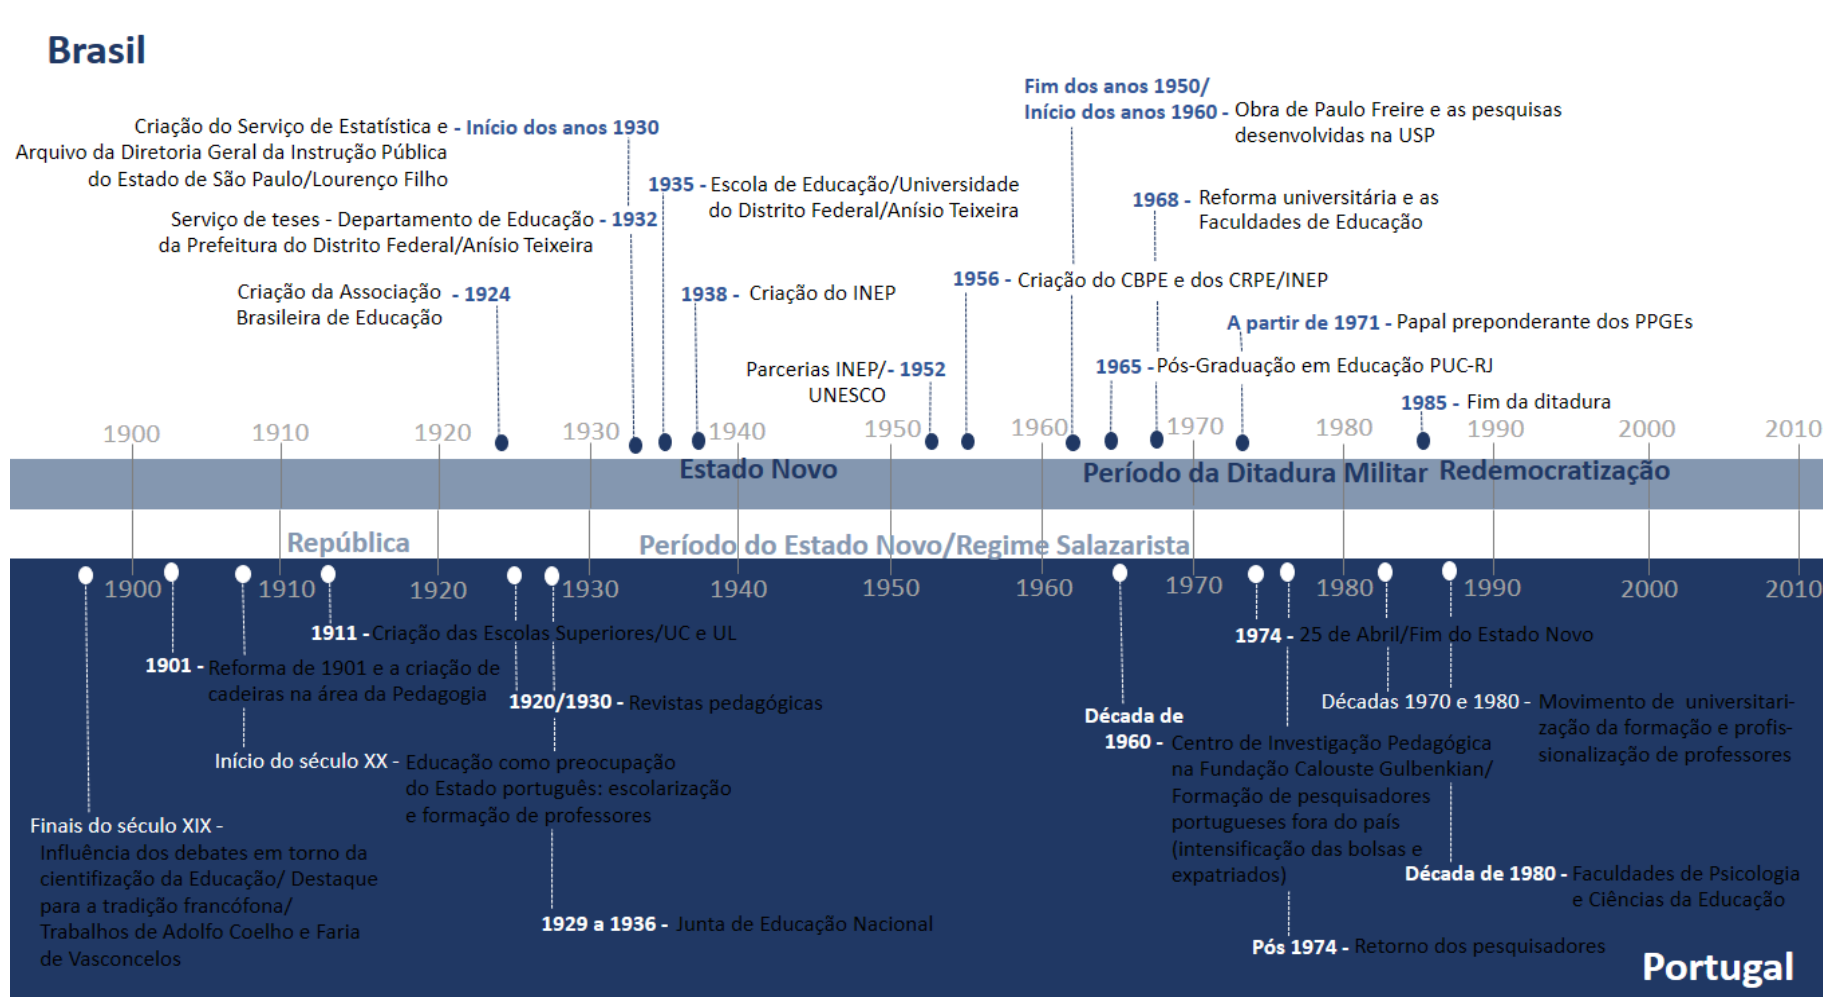 Brasil
Fim dos anos 1950/
Início dos anos 1960 - Obra de Paulo Freire e as pesquisas
desenvolvidas na USP
Criação do Serviço de Estatística e - Início dos anos 1930
Arquivo da Diretoria Geral da Instrução Pública
do Estado de São Paulo/Lourenço Filho
1935 - Escola de Educação/Universidade
do Distrito Federal/Anísio Teixeira
1968 - Reforma universitária e as
Faculdades de Educação
Serviço de teses - Departamento de Educação - 1932
da Prefeitura do Distrito Federal/Anísio Teixeira
1956 - Criação do CBPE e dos CRPE/INEP
Criação da Associação - 1924
Brasileira de Educação
1938 - Criação do INEP
A partir de 1971 - Papal preponderante dos PPGEs
Parcerias INEP/- 1952
UNESCO
1965 - Pós-Graduação em Educação PUC-RJ
1985 - Fim da ditadura
1900 1910 1920 1930 1940 1950 1960 1970 1980 1990 2000 2010
Estado Novo
Período da Ditadura Militar
Redemocratização
República
Período do Estado Novo/Regime Salazarista
1900 1910 1920 1930 1940 1950 1960 1970 1980 1990 2000 2010
1911 - Criação das Escolas Superiores/UC e UL
1974 - 25 de Abril/Fim do Estado Novo
1901 - Reforma de 1901 e a criação de
cadeiras na área da Pedagogia
1920/1930 - Revistas pedagógicas
Décadas 1970 e 1980 - Movimento de universitari-
zação da formação e profis-
sionalização de professores
Década de
1960 - Centro de Investigação Pedagógica
na Fundação Calouste Gulbenkian/
Formação de pesquisadores
portugueses fora do país
(intensificação das bolsas e
expatriados)
Início do século XX - Educação como preocupação
do Estado português: escolarização
e formação de professores
Finais do século XIX -
Influência dos debates em torno da
cientifização da Educação/ Destaque
para a tradição francófona/
Trabalhos de Adolfo Coelho e Faria
de Vasconcelos
Década de 1980 - Faculdades de Psicologia
e Ciências da Educação
1929 a 1936 - Junta de Educação Nacional
Pós 1974 - Retorno dos pesquisadores
Portugal